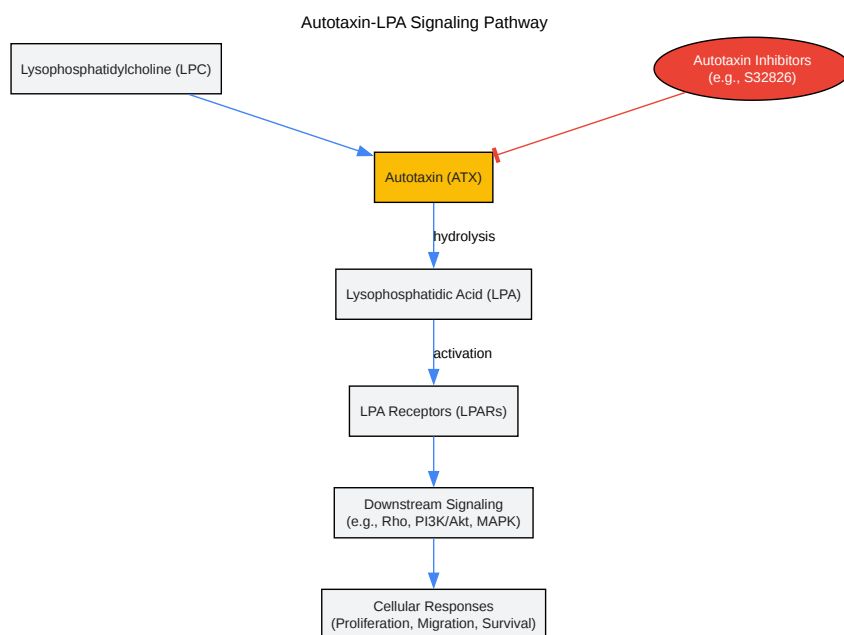 Autotaxin-LPA Signaling Pathway
Lysophosphatidylcholine (LPC)
Autotaxin Inhibitors
(e.g., S32826)
Autotaxin (ATX)
hydrolysis
Lysophosphatidic Acid (LPA)
activation
LPA Receptors (LPARs)
Downstream Signaling
(e.g., Rho, PI3K/Akt, MAPK)
Cellular Responses
(Proliferation, Migration, Survival)